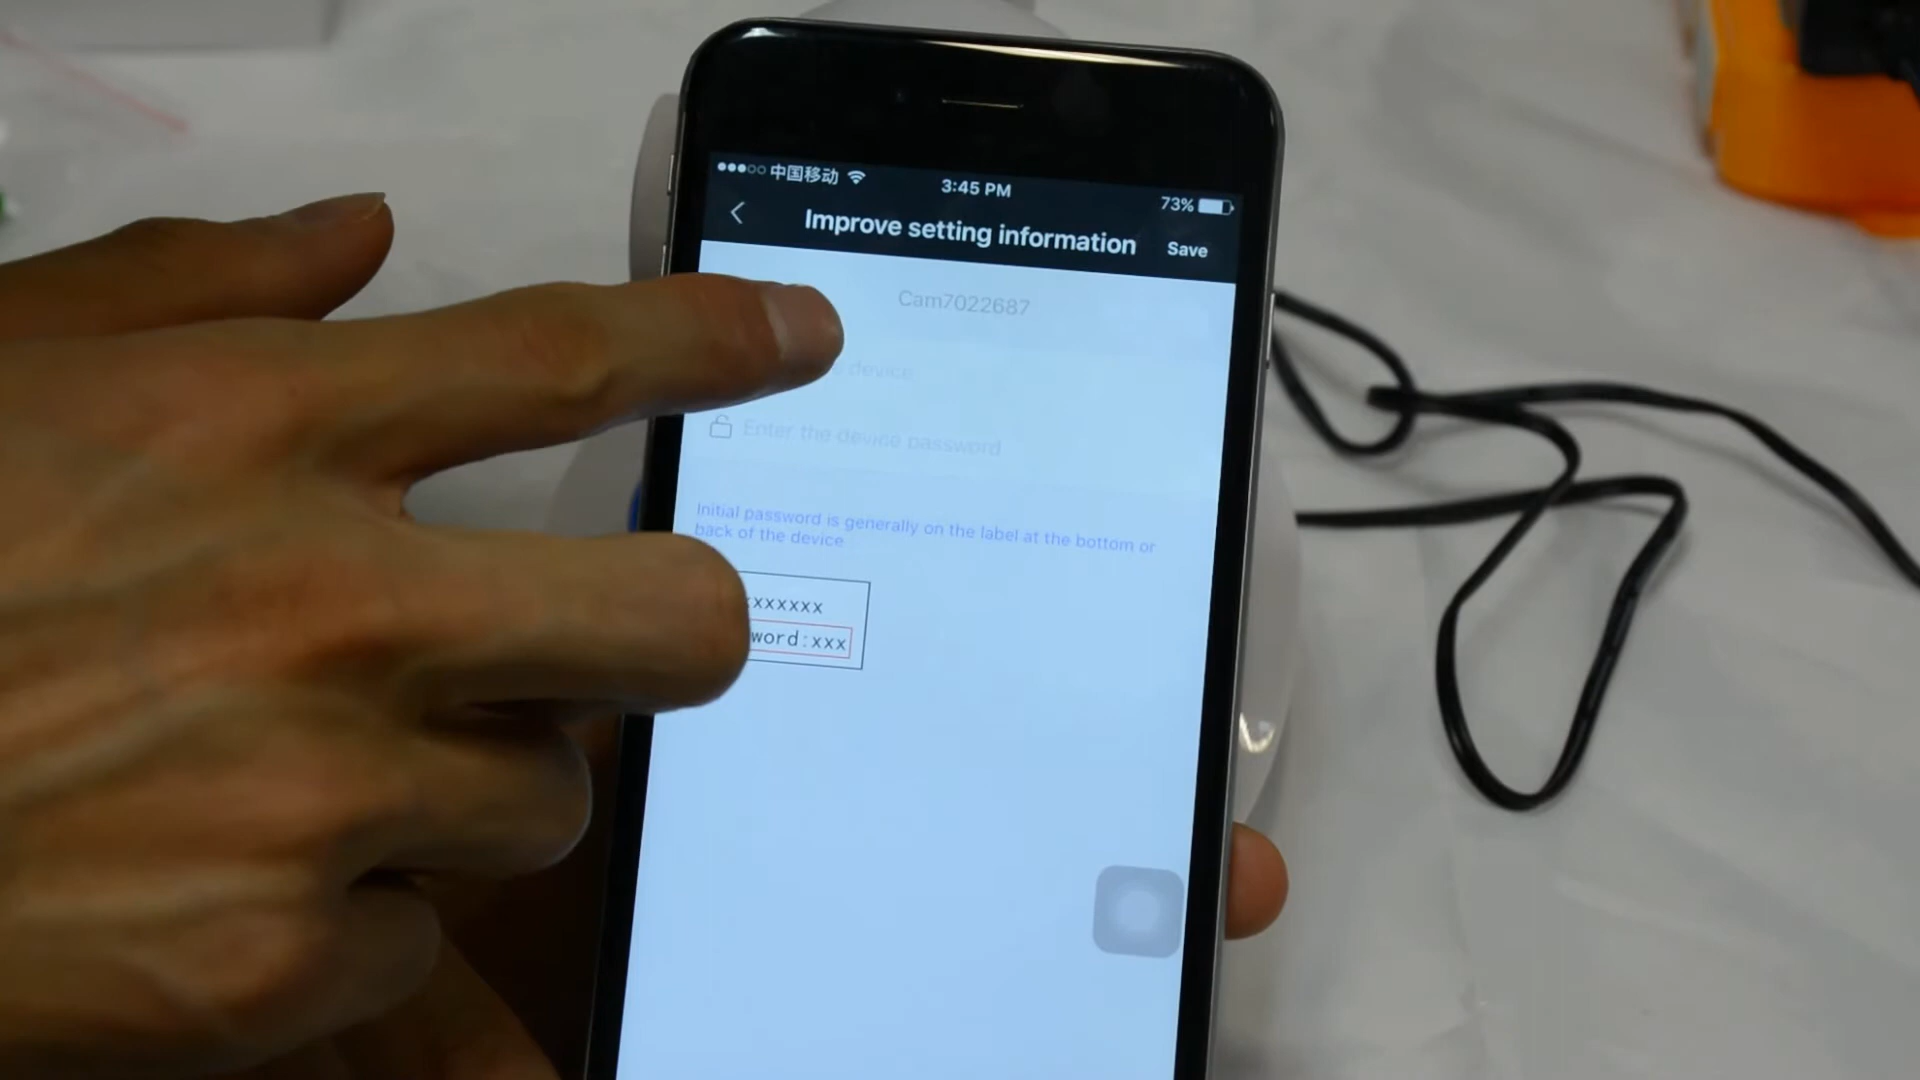 中国移动 3:45 PM 73%
Improve setting information Save
Cam7022687
device
Enter the device password
Initial password is generally on the label at the bottom or
back of the device
xxxxxx
word:xxx